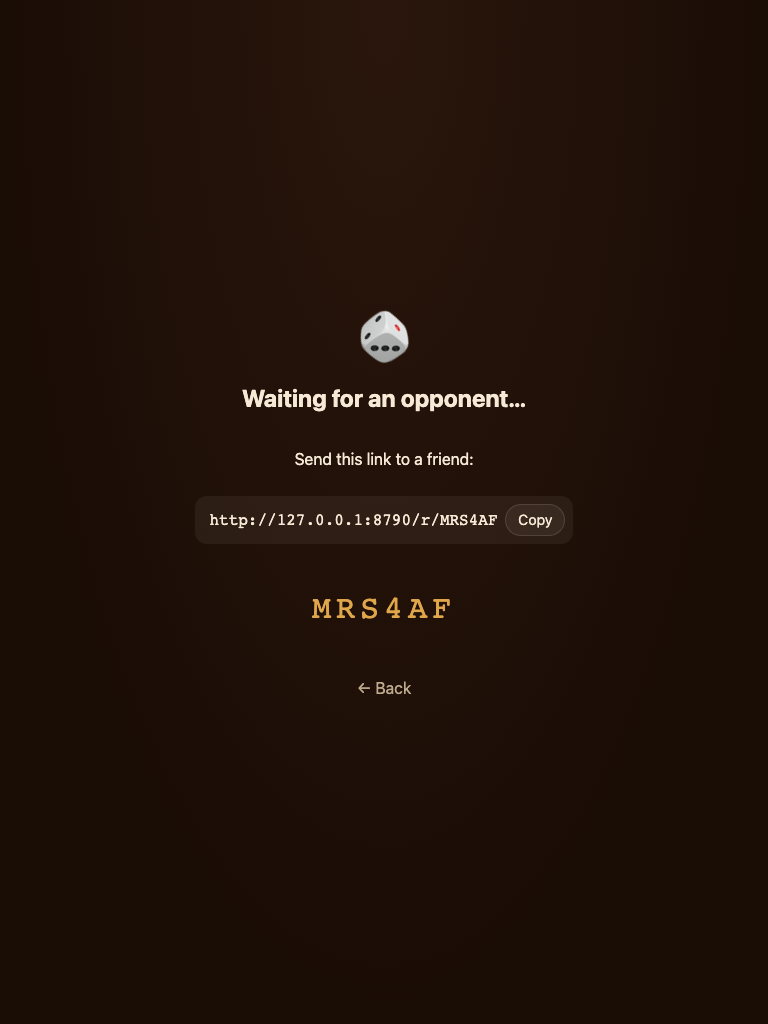 Waiting for an opponent…
Send this link to a friend:
http://127.0.0.1:8790/r/MRS4AF Copy
MRS4AF
← Back